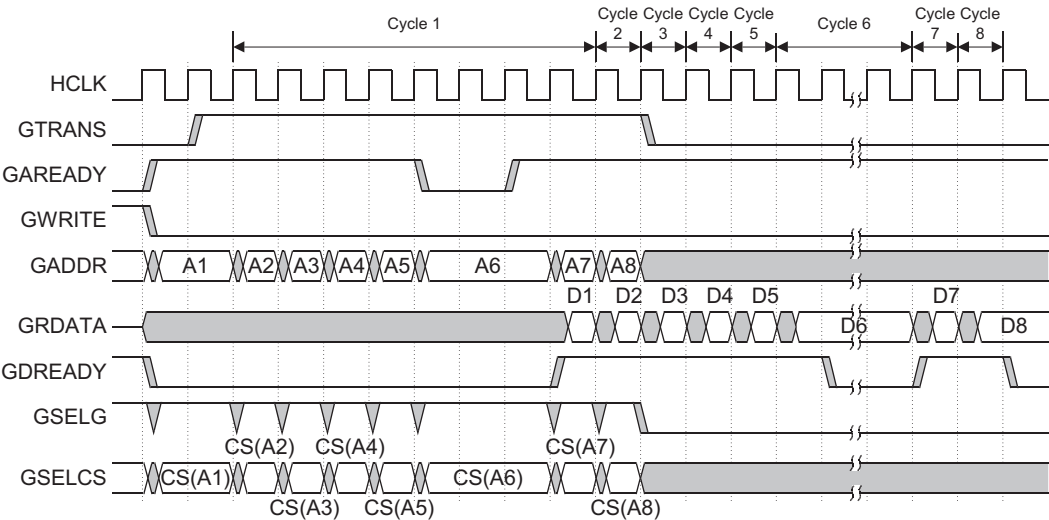 Cycle 1
Cycle 2
Cycle 3
Cycle 4
Cycle 5
Cycle 6
Cycle 7
Cycle 8
HCLK
GTRANS
GAREADY
GWRITE
GADDR A1 A2 A3 A4 A5 A6 A7 A8
D1 D2 D3 D4 D5 D7
GRDATA D6 D8
GDREADY
GSELG
CS(A2) CS(A4) CS(A7)
GSELCS CS(A1) CS(A6)
CS(A3) CS(A5) CS(A8)